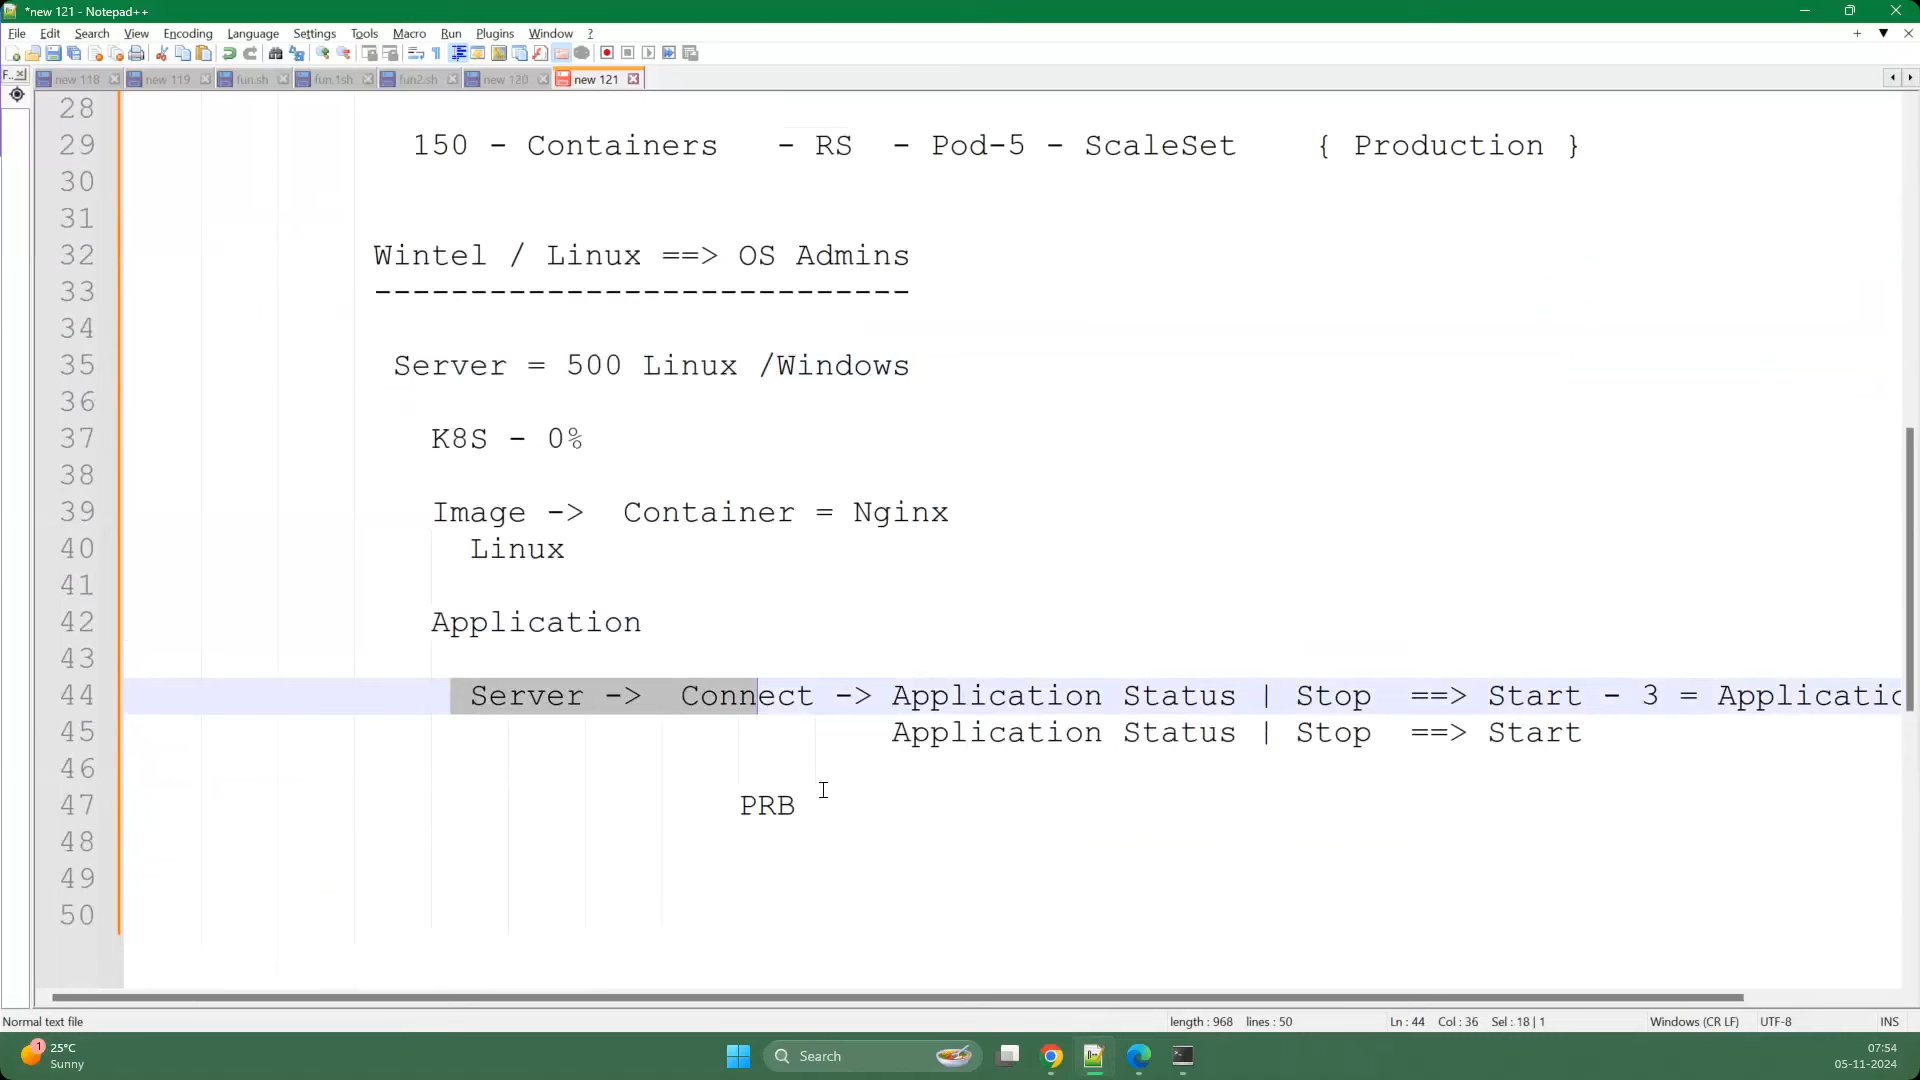 *new 121 - Notepad++
File Edit Search View Encoding Language Settings Tools Macro Run Plugins Window ?
F..
new 118 new 119 fun.sh fun.1sh fun2.sh new 120 new 121
28
29 150 - Containers - RS - Pod-5 - ScaleSet { Production }
30
31
32 Wintel / Linux ==> OS Admins
33 ----------------------------
34
35 Server = 500 Linux /Windows
36
37 K8S - 0%
38
39 Image -> Container = Nginx
40 Linux
41
42 Application
43
44 Server -> Connect -> Application Status | Stop ==> Start - 3 = Applicatio
45 Application Status | Stop ==> Start
46
47 PRB
48
49
50
Normal text file length : 968 lines : 50 Ln : 44 Col : 36 Sel : 18 | 1 Windows (CR LF) UTF-8 INS
1 25°C
Sunny
Search
07:54
05-11-2024